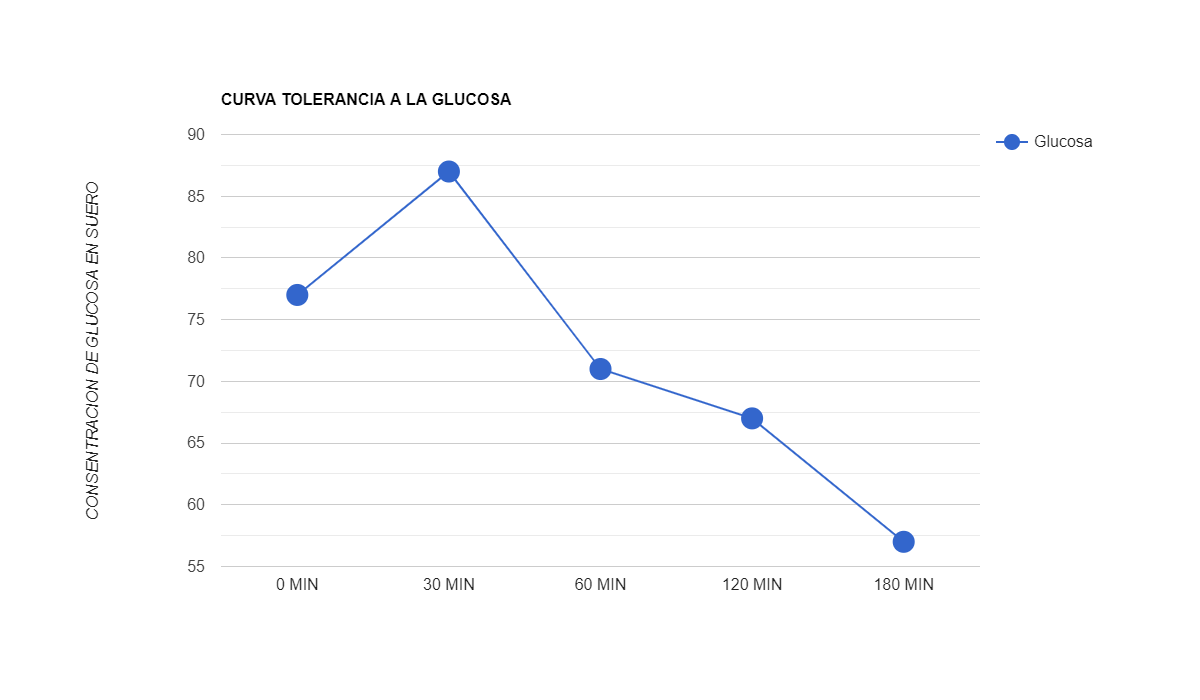 CURVA TOLERANCIA A LA GLUCOSA
Glucosa
CONSENTRACION DE GLUCOSA EN SUERO
90
85
80
75
70
65
60
55
0 MIN
30 MIN
60 MIN
120 MIN
180 MIN